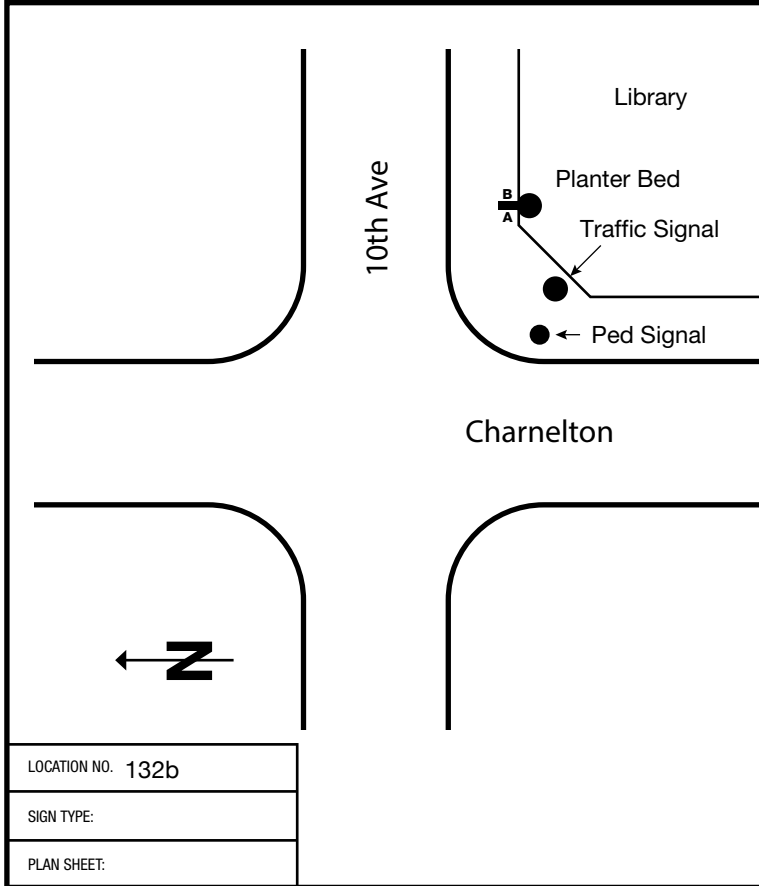 Library
Planter Bed
B
A
Traffic Signal
10th Ave
Ped Signal
Charnelton
N
LOCATION NO. 132b
SIGN TYPE:
PLAN SHEET: